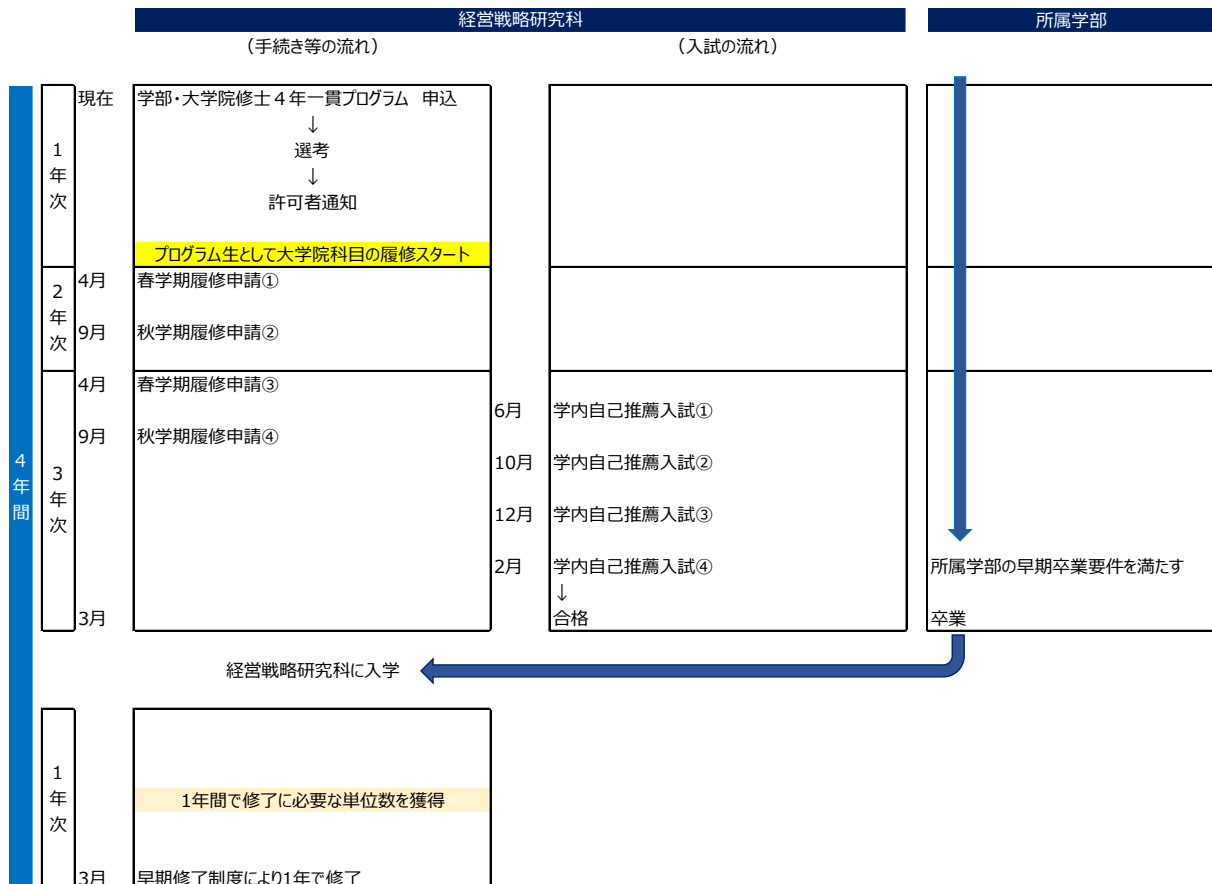 経営戦略研究科
所属学部
（手続き等の流れ）
（入試の流れ）
4年間
1年次
現在
学部・大学院修士４年一貫プログラム　申込
↓
選考
↓
許可者通知
プログラム生として大学院科目の履修スタート
2年次
4月
春学期履修申請①
9月
秋学期履修申請②
3年次
4月
春学期履修申請③
6月
学内自己推薦入試①
9月
秋学期履修申請④
10月
学内自己推薦入試②
12月
学内自己推薦入試③
2月
学内自己推薦入試④
所属学部の早期卒業要件を満たす
↓
3月
合格
卒業
経営戦略研究科に入学
1年次
1年間で修了に必要な単位数を獲得
3月
早期修了制度により1年で修了